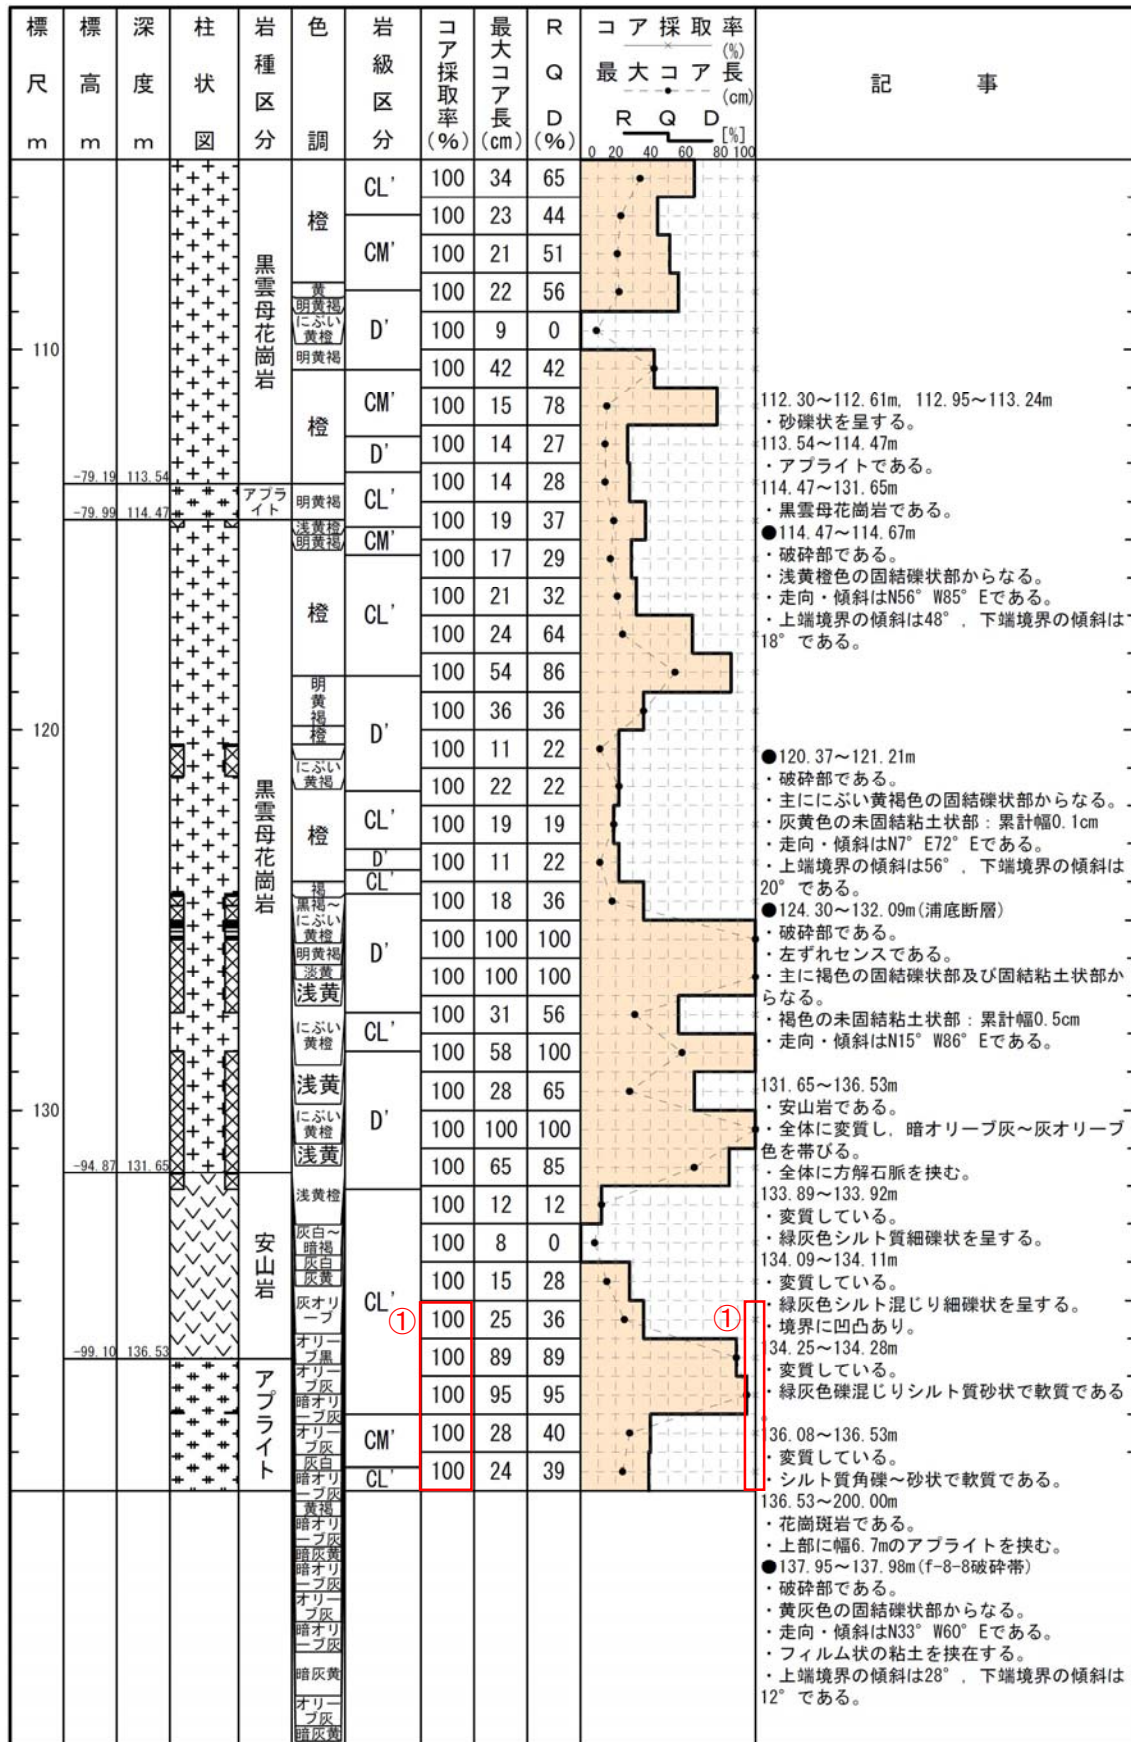 標尺m
標高m
深度m
柱状図
岩種区分
色調
岩級区分
コア採取率(%)
最大コア長(cm)
RQD(%)
コア採取率(%)
最大コア長(cm)
RQD[%]
0 20 40 60 80 100
記事
110
120
130
-79.19 113.54
-79.99 114.47
-94.87 131.65
-99.10 136.53
黒雲母花崗岩
アプライト
黒雲母花崗岩
安山岩
アプライト
橙
黄
明黄褐
にぶい黄橙
明黄褐
橙
明黄褐
浅黄橙
明黄褐
橙
明黄褐
橙
にぶい黄褐
橙
褐
黒褐～にぶい黄橙
明黄褐
淡黄
浅黄
にぶい黄橙
浅黄
にぶい黄橙
浅黄
浅黄橙
灰白～暗褐
灰白
灰黄
灰オリーブ
オリーブ黒
オリーブ灰
暗オリーブ灰
オリーブ灰
灰白
暗オリーブ灰
黄褐
暗オリーブ灰
暗灰黄
暗オリーブ灰
オリーブ灰
暗オリーブ灰
暗灰黄
オリーブ灰
暗灰黄
CL'
CM'
D'
CM'
D'
CL'
CM'
CL'
D'
CL'
D'
CL'
D'
CL'
D'
CL'
CM'
CL'
100 34 65
100 23 44
100 21 51
100 22 56
100 9 0
100 42 42
100 15 78
100 14 27
100 14 28
100 19 37
100 17 29
100 21 32
100 24 64
100 54 86
100 36 36
100 11 22
100 22 22
100 19 19
100 11 22
100 18 36
100 100 100
100 100 100
100 31 56
100 58 100
100 28 65
100 100 100
100 65 85
100 12 12
100 8 0
100 15 28
① 100 25 36 ①
100 89 89
100 95 95
100 28 40
100 24 39
112.30～112.61m, 112.95～113.24m
・砂礫状を呈する。
113.54～114.47m
・アプライトである。
114.47～131.65m
・黒雲母花崗岩である。
●114.47～114.67m
・破砕部である。
・浅黄橙色の固結礫状部からなる。
・走向・傾斜はN56° W85° Eである。
・上端境界の傾斜は48°, 下端境界の傾斜は
18° である。
●120.37～121.21m
・破砕部である。
・主ににぶい黄褐色の固結礫状部からなる。
・灰黄色の未固結粘土状部：累計幅0.1cm
・走向・傾斜はN7° E72° Eである。
・上端境界の傾斜は56°, 下端境界の傾斜は
20° である。
●124.30～132.09m(浦底断層)
・破砕部である。
・左ずれセンスである。
・主に褐色の固結礫状部及び固結粘土状部か
らなる。
・褐色の未固結粘土状部：累計幅0.5cm
・走向・傾斜はN15° W86° Eである。
131.65～136.53m
・安山岩である。
・全体に変質し, 暗オリーブ灰～灰オリーブ
色を帯びる。
・全体に方解石脈を挟む。
133.89～133.92m
・変質している。
・緑灰色シルト質細礫状を呈する。
134.09～134.11m
・変質している。
・緑灰色シルト混じり細礫状を呈する。
・境界に凹凸あり。
134.25～134.28m
・変質している。
・緑灰色礫混じりシルト質砂状で軟質である
136.08～136.53m
・変質している。
・シルト質角礫～砂状で軟質である。
136.53～200.00m
・花崗斑岩である。
・上部に幅6.7mのアプライトを挟む。
●137.95～137.98m(f-8-8破砕帯)
・破砕部である。
・黄灰色の固結礫状部からなる。
・走向・傾斜はN33° W60° Eである。
・フィルム状の粘土を挟在する。
・上端境界の傾斜は28°, 下端境界の傾斜は
12° である。